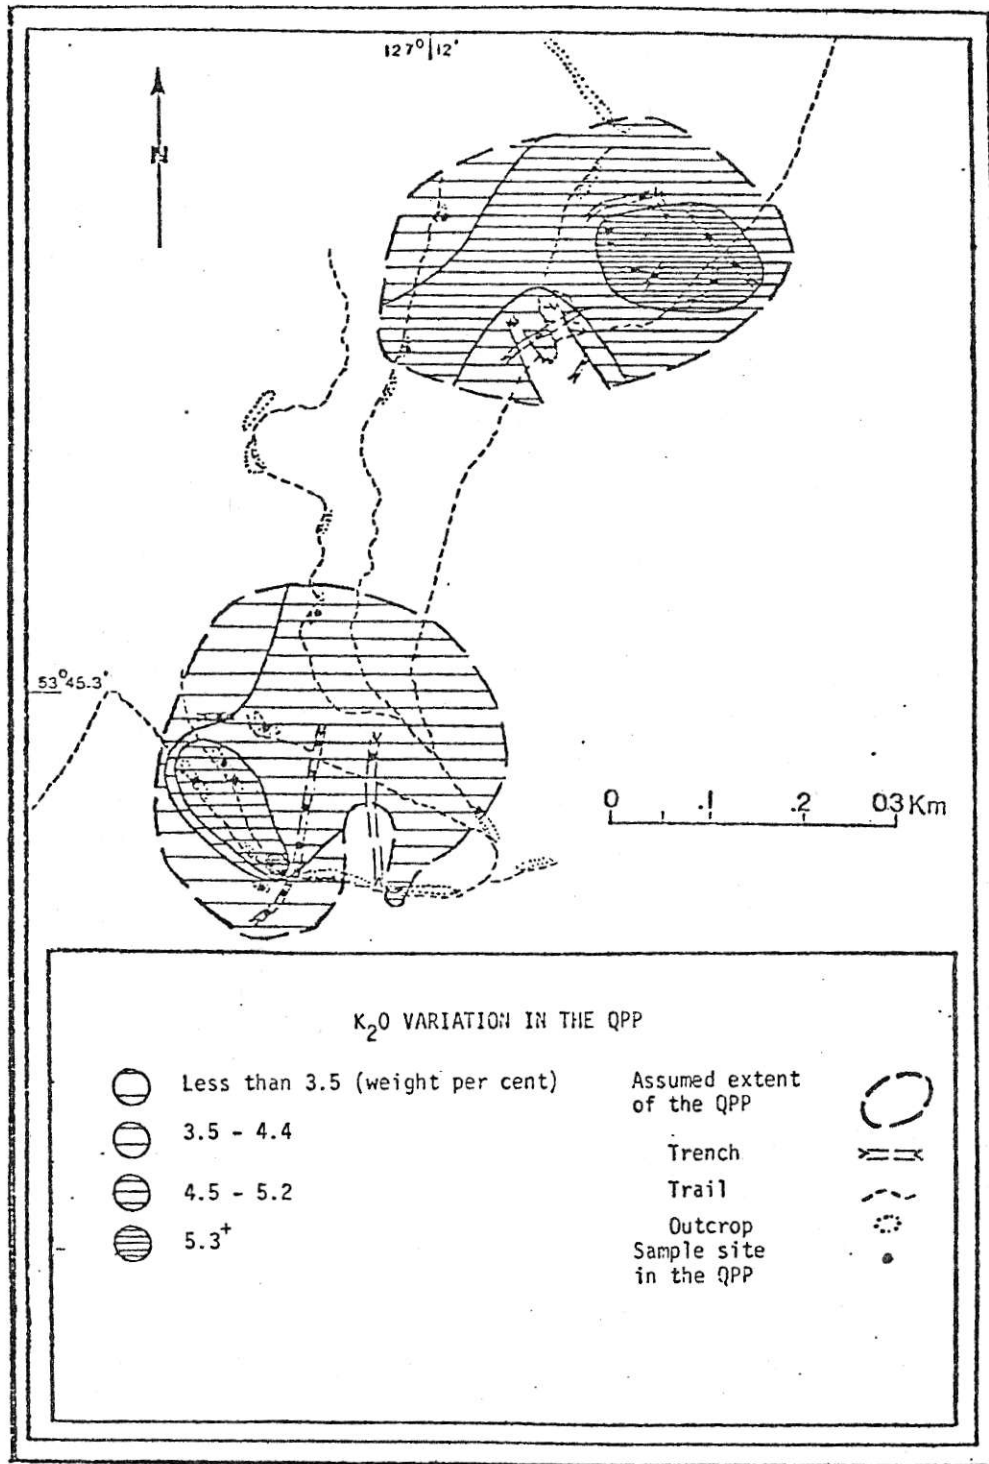 127° 12'
N
53° 45.3'
0 .1 .2 03 Km
K₂O VARIATION IN THE QPP
Less than 3.5 (weight per cent)
3.5 - 4.4
4.5 - 5.2
5.3⁺
Assumed extent
of the QPP
Trench
Trail
Outcrop
Sample site
in the QPP